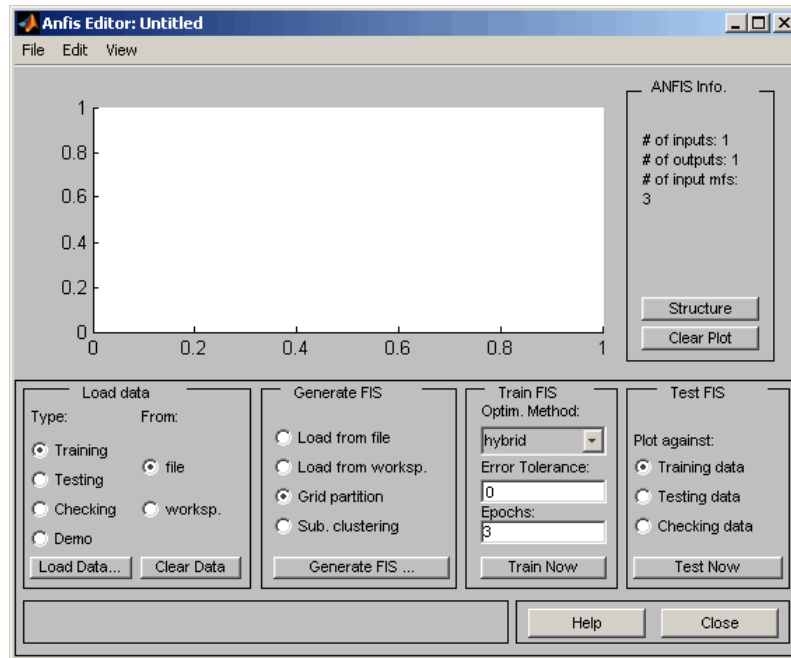 Anfis Editor: Untitled
File Edit View
1
0.8
0.6
0.4
0.2
0
0 0.2 0.4 0.6 0.8 1
ANFIS Info.
# of inputs: 1
# of outputs: 1
# of input mfs:
3
Structure
Clear Plot
Load data
Type: From:
Training
file
Testing
Checking
worksp.
Demo
Load Data... Clear Data
Generate FIS
Load from file
Load from worksp.
Grid partition
Sub. clustering
Generate FIS ...
Train FIS
Optim. Method:
hybrid
Error Tolerance:
0
Epochs:
3
Train Now
Test FIS
Plot against:
Training data
Testing data
Checking data
Test Now
Help Close